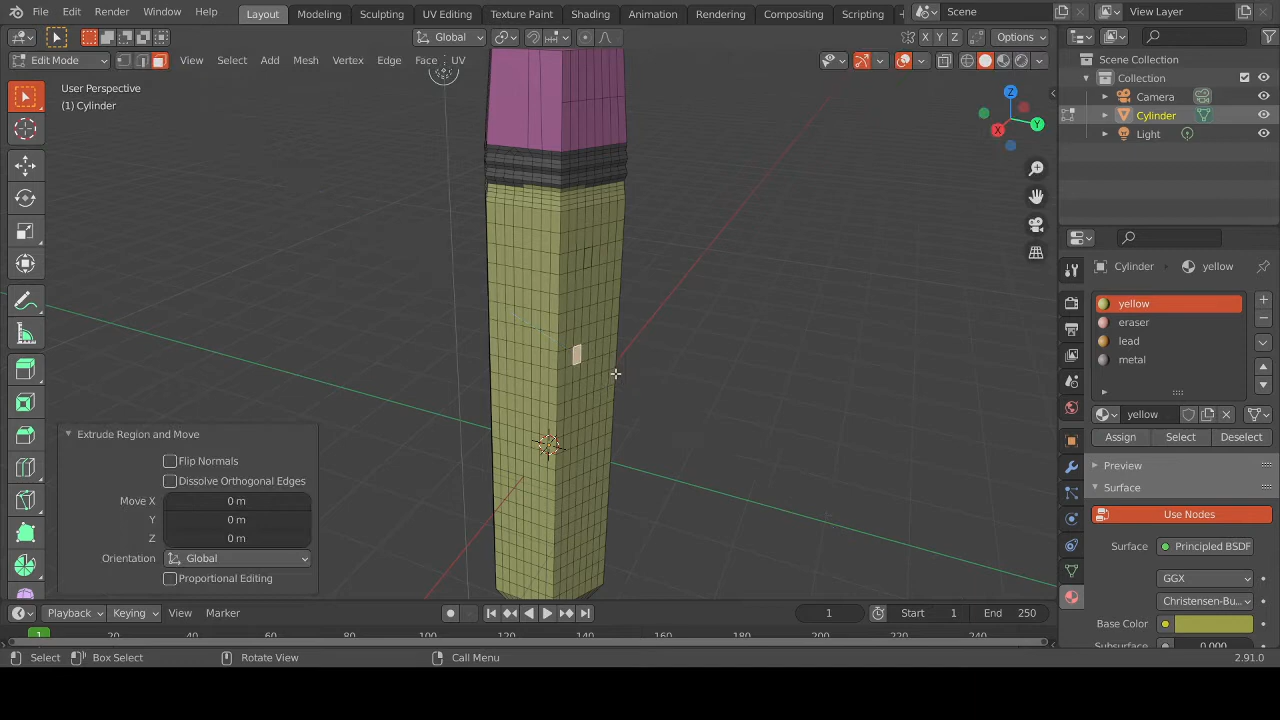 File Edit Render Window Help Layout Modeling Sculpting UV Editing Texture Paint Shading Animation Rendering Compositing Scripting Scene View Layer
Global Options
Edit Mode View Select Add Mesh Vertex Edge Face UV
User Perspective
(1) Cylinder
Z
Y
X
X Y Z
Scene Collection
Collection
Camera
Cylinder
Light
Cylinder yellow
yellow
eraser
lead
metal
yellow
Assign Select Deselect
Preview
Surface
Use Nodes
Surface Principled BSDF
GGX
Christensen-Bu...
Base Color
Subsurface 0.000
Extrude Region and Move
Flip Normals
Dissolve Orthogonal Edges
Move X 0 m
Y 0 m
Z 0 m
Orientation Global
Proportional Editing
Playback Keying View Marker 1 Start 1 End 250
1 20 40 60 80 100 120 140 160 180 200 220 240
Select Box Select Rotate View Call Menu 2.91.0